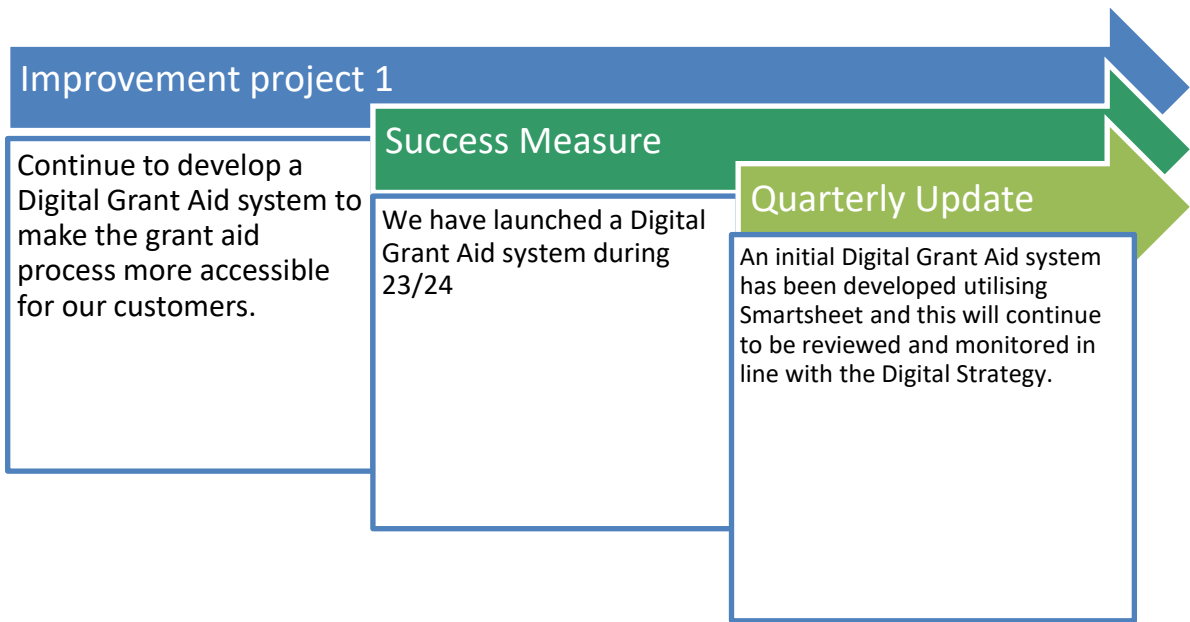 Improvement project 1
Continue to develop a
Digital Grant Aid system to
make the grant aid
process more accessible
for our customers.
Success Measure
We have launched a Digital
Grant Aid system during
23/24
Quarterly Update
An initial Digital Grant Aid system
has been developed utilising
Smartsheet and this will continue
to be reviewed and monitored in
line with the Digital Strategy.